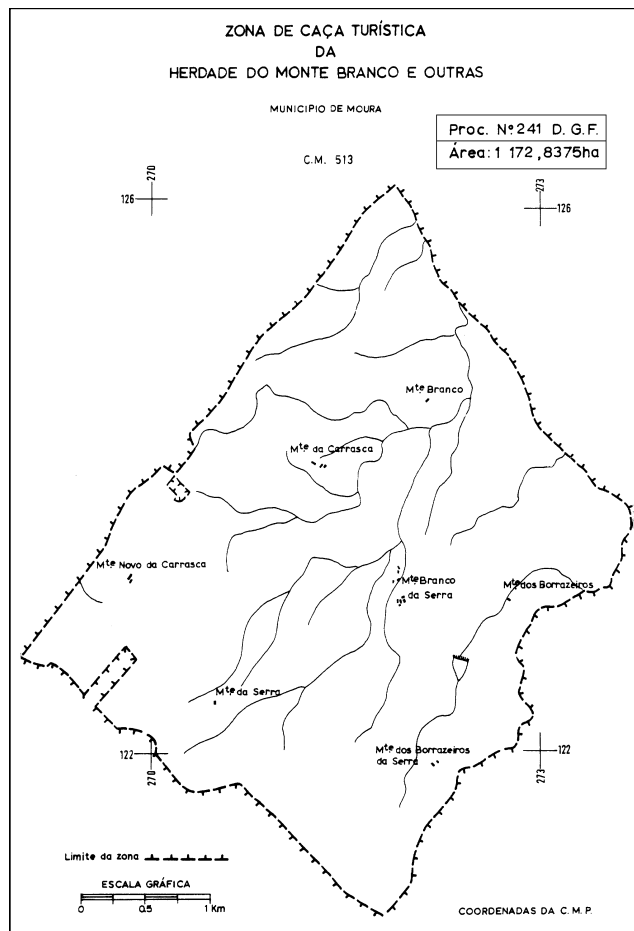 ZONA DE CAÇA TURÍSTICA
DA
HERDADE DO MONTE BRANCO E OUTRAS
MUNICIPIO DE MOURA
Proc. Nº 241 D. G. F.
Área: 1 172,8375ha
C.M. 513
270
126
273
126
Mte Branco
Mte da Carrasca
Mte Novo da Carrasca
Mte Branco
da Serra
Mte dos Borrazeiros
Mte da Serra
Mte dos Borrazeiros
da Serra
122
270
122
273
Limite da zona
ESCALA GRÁFICA
0 0.5 1 Km
COORDENADAS DA C. M. P.